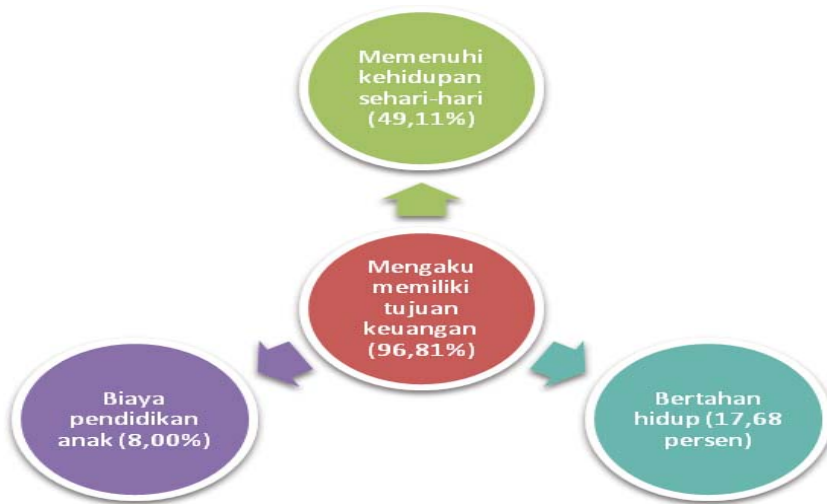 Memenuhi
kehidupan
sehari-hari
(49,11%)
Mengaku
memiliki
tujuan
keuangan
(96,81%)
Biaya
pendidikan
anak (8,00%)
Bertahan
hidup (17,68
persen)